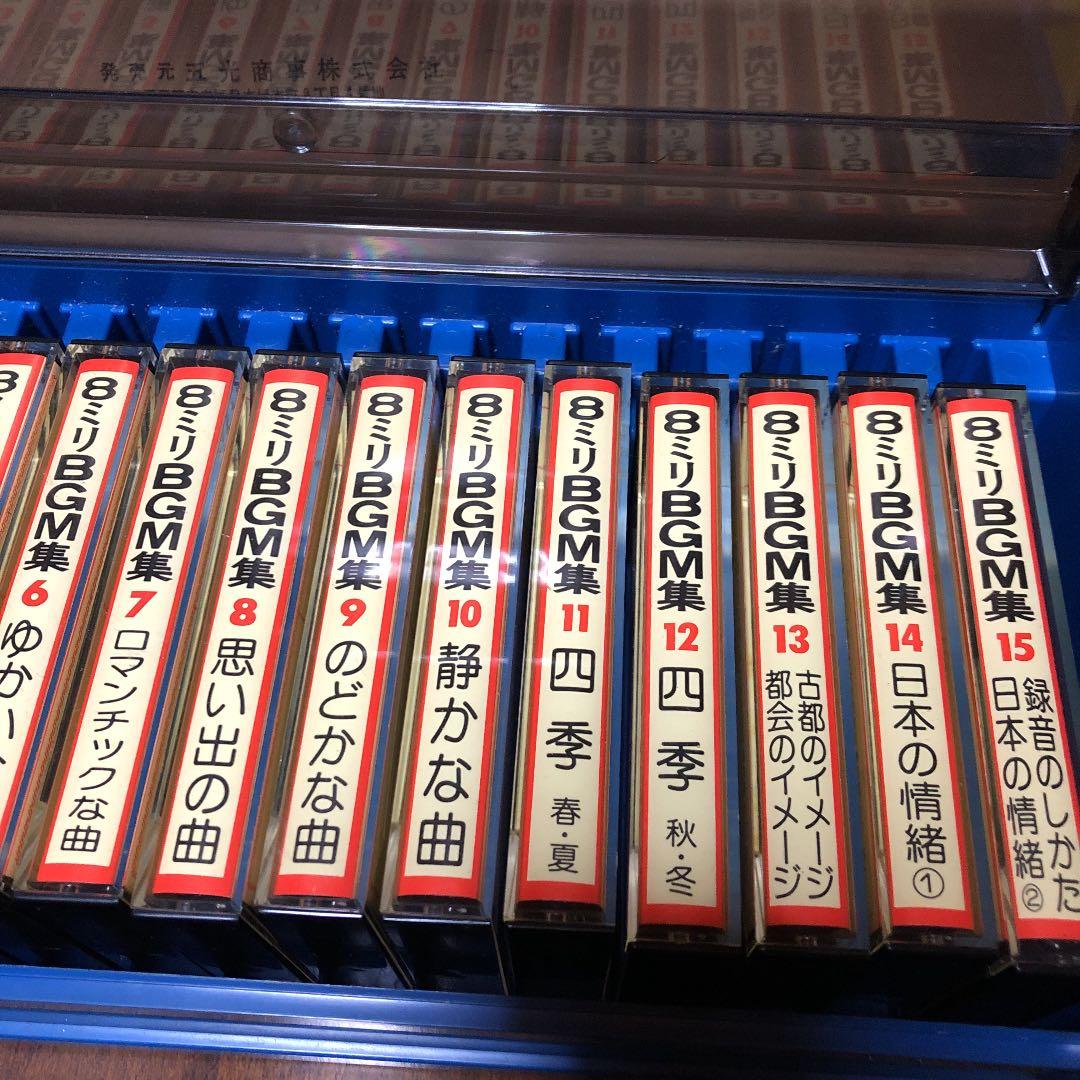 発売元五光商事株式会社
8ミリBGM集 6 ゆかい
8ミリBGM集 7 ロマンチックな曲
8ミリBGM集 8 思い出の曲
8ミリBGM集 9 のどかな曲
8ミリBGM集 10 静かな曲
8ミリBGM集 11 四季 春・夏
8ミリBGM集 12 四季 秋・冬
8ミリBGM集 13 古都のイメージ
都会のイメージ
8ミリBGM集 14 日本の情緒①
8ミリBGM集 15 録音のしかた
日本の情緒②